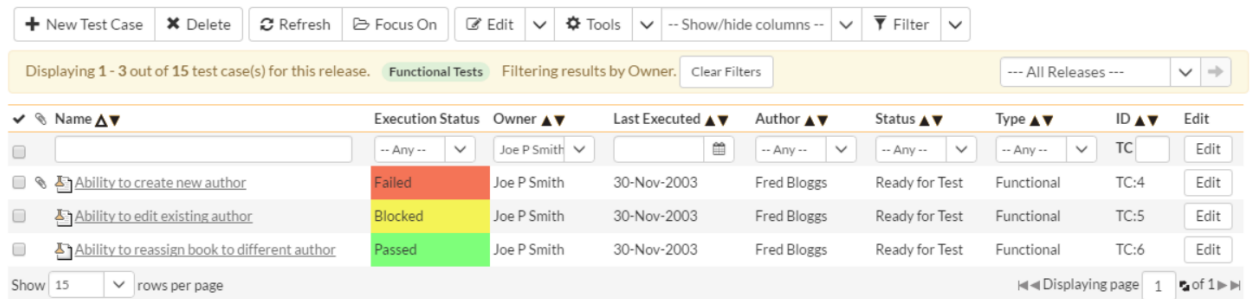 New Test Case Delete Refresh Focus On Edit Tools -- Show/hide columns -- Filter
Displaying 1 - 3 out of 15 test case(s) for this release. Functional Tests Filtering results by Owner. Clear Filters --- All Releases ---
Name Execution Status Owner Last Executed Author Status Type ID Edit
-- Any -- Joe P Smith -- Any -- -- Any -- -- Any -- TC Edit
Ability to create new author Failed Joe P Smith 30-Nov-2003 Fred Bloggs Ready for Test Functional TC:4 Edit
Ability to edit existing author Blocked Joe P Smith 30-Nov-2003 Fred Bloggs Ready for Test Functional TC:5 Edit
Ability to reassign book to different author Passed Joe P Smith 30-Nov-2003 Fred Bloggs Ready for Test Functional TC:6 Edit
Show 15 rows per page Displaying page 1 of 1